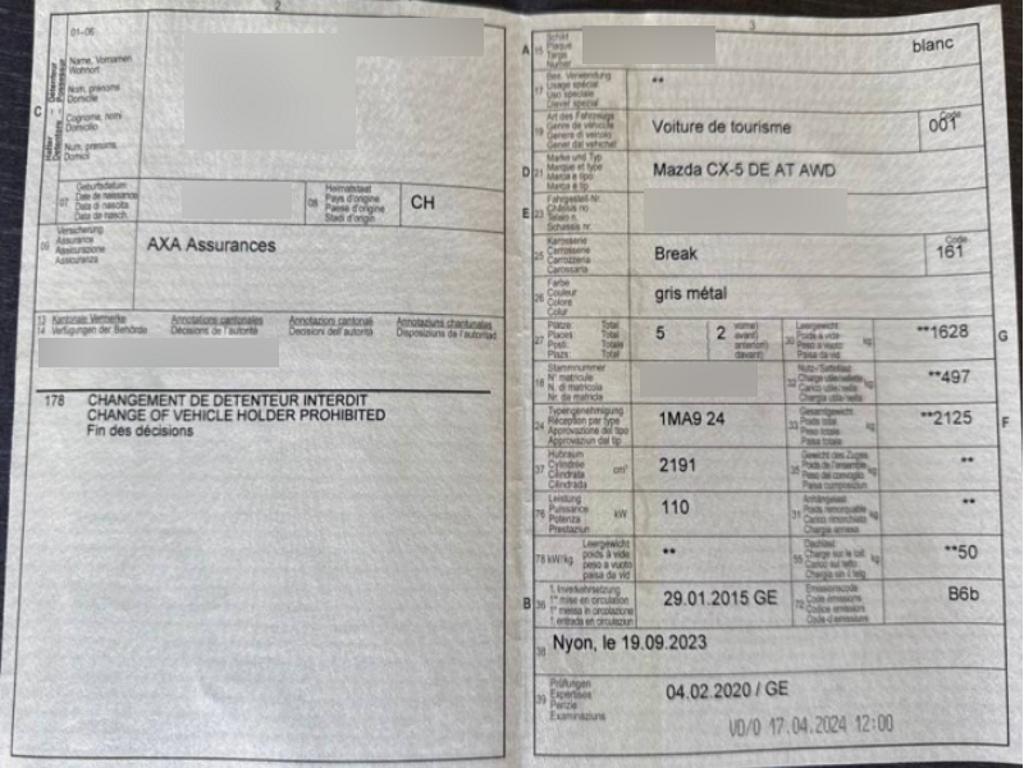 2
01-06
Name, Vornamen
Wohnort
Nom, prénoms
Domicile
Cognome, nomi
Domicilio
Num, prenoms,
Domicil
C
07
Geburtsdatum
Date de naissance
Data di nascita
Data da nasch.
08
Heimatstaat
Pays d'origine
Paese d'origine
Stadi d'origin
CH
09
Versicherung
Assurance
Assicurazione
Assicuranza
AXA Assurances
13 Kantonale Vermerke Annotations cantonales Annotazioni cantonali Annotaziuns chantunalas
14 Verfügungen der Behörde Décisions de l'autorité Decisioni dell'autorità Disposiziuns da l'autoritad
178 CHANGEMENT DE DETENTEUR INTERDIT
CHANGE OF VEHICLE HOLDER PROHIBITED
Fin des décisions
3
A 15
Schild
Plaque
Targa
Numer
blanc
17
Bes. Verwendung
Usage spécial
Uso speciale
Diever spezial
**
19
Art des Fahrzeugs
Genre de véhicule
Genere di veicolo
Gener dal vehichel
Voiture de tourisme
Code
001
D 21
Marke und Typ
Marque et type
Marca e tipo
Marca e tip
Mazda CX-5 DE AT AWD
E 23
Fahrgestell-Nr.
Châssis no
Telaio n.
Schassis nr.
25
Karosserie
Carrosserie
Carrozzeria
Carossaria
Break
Code
161
26
Farbe
Couleur
Colore
Colur
gris métal
27
Plätze: Total
Places: Total
Posti: Totale
Plazs: Total
5
2
vorne)
avant)
anteriori)
davant)
30
Leergewicht
Poids à vide
Peso a vuoto
Paisa da vid
kg
**1628
G
18
Stammnummer
N° matricule
N. di matricola
Nr. da matricla
32
Nutz-/Sattellast
Charge utile/sellette
Carico utile/sella
Chargia utila/sella
kg
**497
24
Typengenehmigung
Réception par type
Approvazione del tipo
Approvaziun dal tip
1MA9 24
33
Gesamtgewicht
Poids total
Peso totale
Paisa totala
kg
**2125
F
37
Hubraum
Cylindrée
Cilindrata
Cilindrada
cm³
2191
35
Gewicht des Zuges
Poids de l'ensemble
Peso del convoglio
Paisa cumposiziun
kg
**
76
Leistung
Puissance
Potenza
Prestaziun
kW
110
31
Anhängelast
Poids remorquable
Carico rimorchiato
Chargia annexa
kg
**
78 kW/kg
Leergewicht
poids à vide
peso a vuoto
paisa da vid
**
55
Dachlast
Charge sur le toit
Carico sul tetto
Chargia sin il tetg
kg
**50
B 36
1. Inverkehrsetzung
1re mise en circulation
1a messa in circolazione
1. entrada en circulaziun
29.01.2015 GE
72
Emissionscode
Code émissions
Codice emissioni
Code d'emissiuns
B6b
38
Nyon, le 19.09.2023
39
Prüfungen
Expertises
Perizie
Examinaziuns
04.02.2020 / GE
VD/0 17.04.2024 12:00